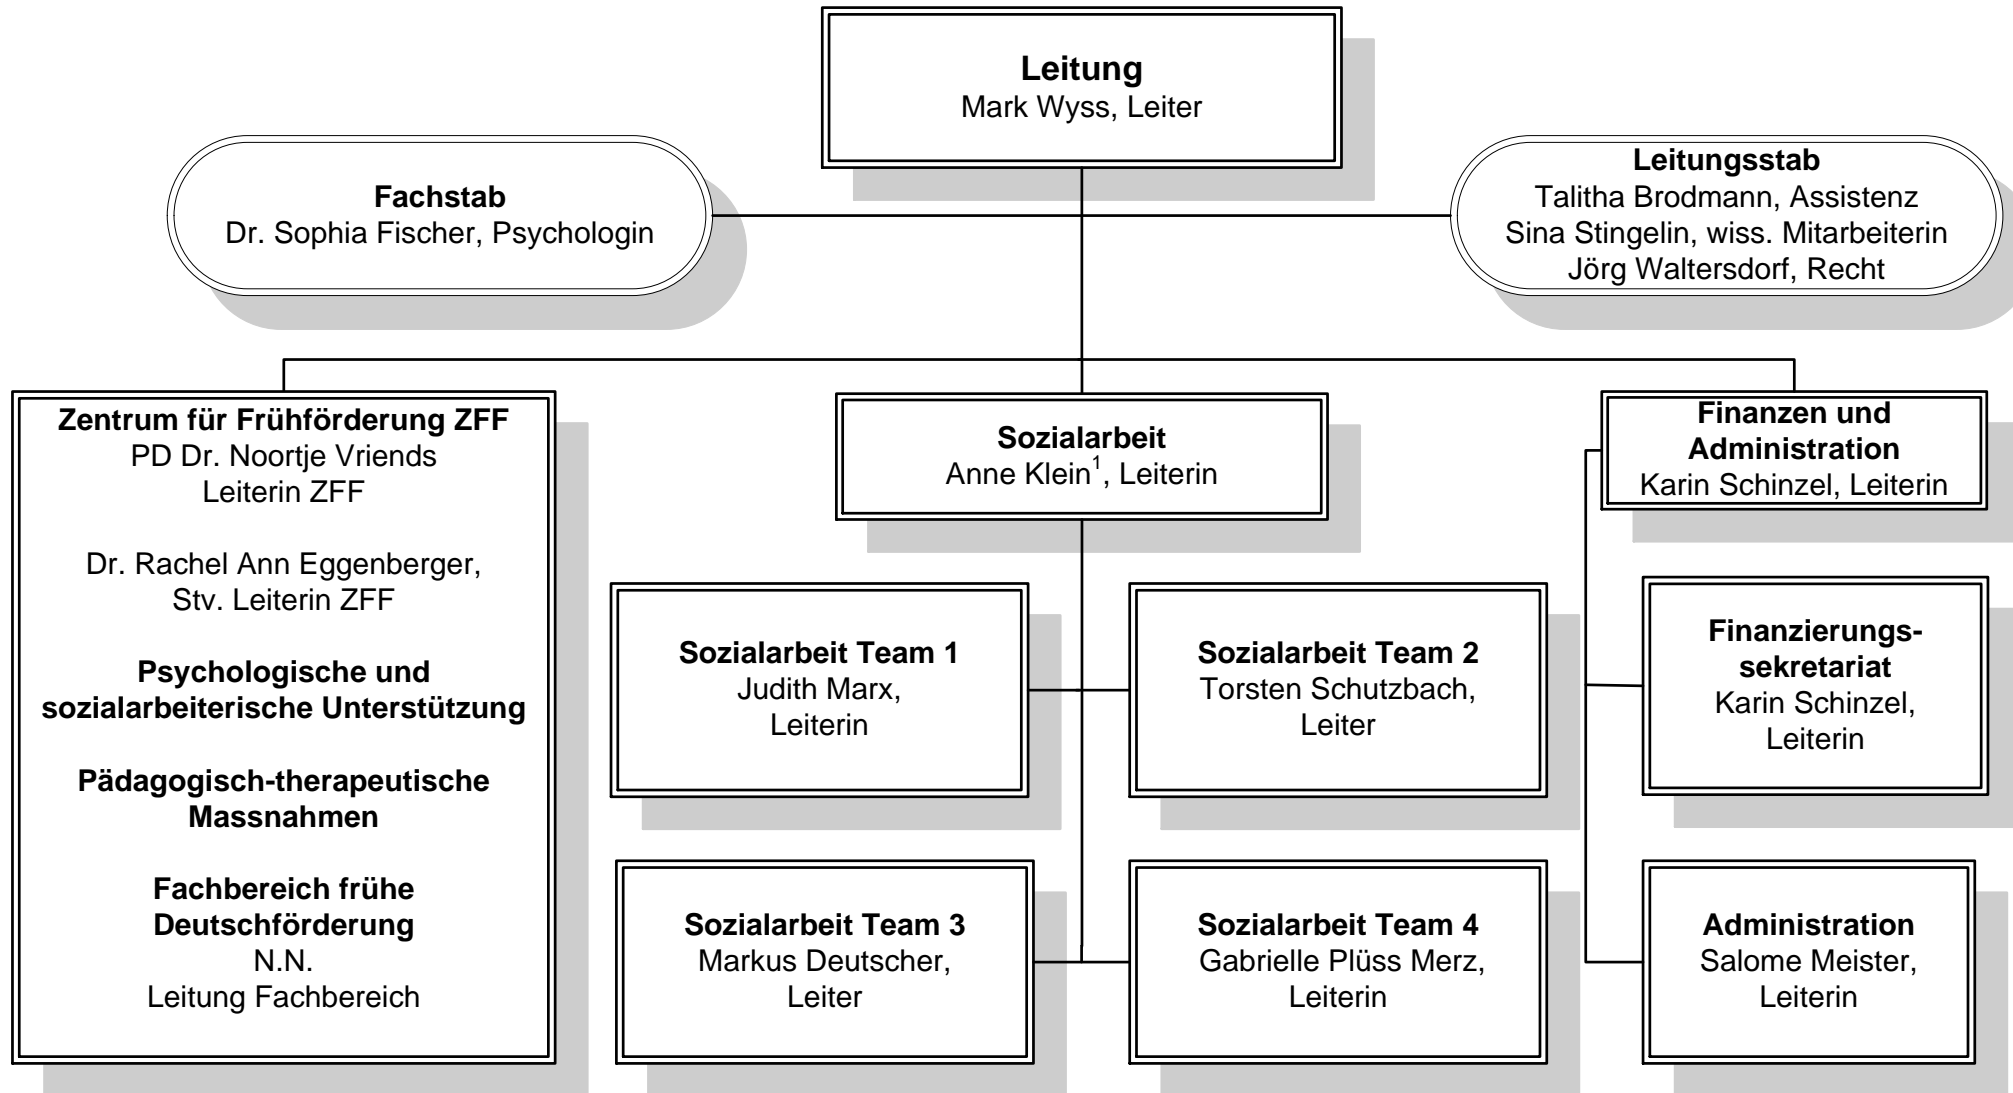 Leitung
Mark Wyss, Leiter
Fachstab
Dr. Sophia Fischer, Psychologin
Leitungsstab
Talitha Brodmann, Assistenz
Sina Stingelin, wiss. Mitarbeiterin
Jörg Waltersdorf, Recht
Zentrum für Frühförderung ZFF
PD Dr. Noortje Vriends
Leiterin ZFF
Dr. Rachel Ann Eggenberger,
Stv. Leiterin ZFF
Psychologische und
sozialarbeiterische Unterstützung
Pädagogisch-therapeutische
Massnahmen
Fachbereich frühe
Deutschförderung
N.N.
Leitung Fachbereich
Sozialarbeit
Anne Klein¹, Leiterin
Sozialarbeit Team 1
Judith Marx,
Leiterin
Sozialarbeit Team 2
Torsten Schutzbach,
Leiter
Sozialarbeit Team 3
Markus Deutscher,
Leiter
Sozialarbeit Team 4
Gabrielle Plüss Merz,
Leiterin
Finanzen und
Administration
Karin Schinzel, Leiterin
Finanzierungs-
sekretariat
Karin Schinzel,
Leiterin
Administration
Salome Meister,
Leiterin